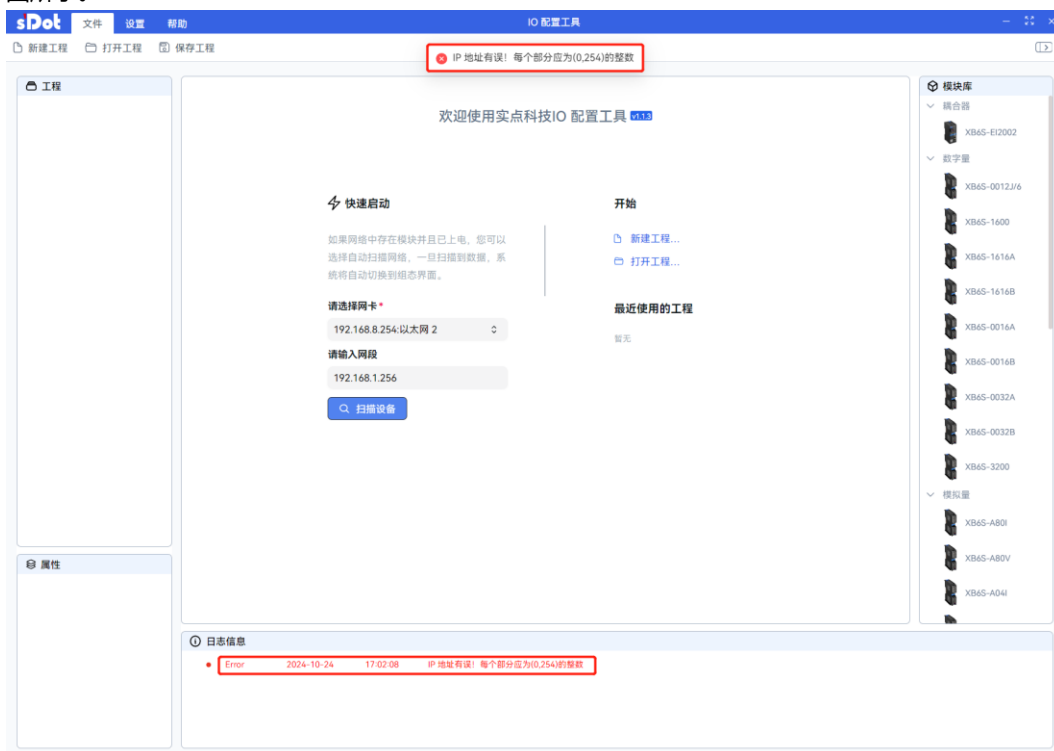 sDot 文件 设置 帮助 IO 配置工具
新建工程 打开工程 保存工程
IP 地址有误！每个部分应为(0,254)的整数
工程
欢迎使用实点科技IO 配置工具 v1.1.3
快速启动
如果网络中存在模块并且已上电，您可以
选择自动扫描网络，一旦扫描到数据，系
统将自动切换到组态界面。
请选择网卡*
192.168.8.254:以太网 2
请输入网段
192.168.1.256
扫描设备
开始
新建工程...
打开工程...
最近使用的工程
暂无
模块库
耦合器
XB6S-EI2002
数字量
XB6S-0012J/6
XB6S-1600
XB6S-1616A
XB6S-1616B
XB6S-0016A
XB6S-0016B
XB6S-0032A
XB6S-0032B
XB6S-3200
模拟量
XB6S-A80I
XB6S-A80V
XB6S-A04I
属性
日志信息
Error 2024-10-24 17:02:08 IP 地址有误！每个部分应为(0,254)的整数